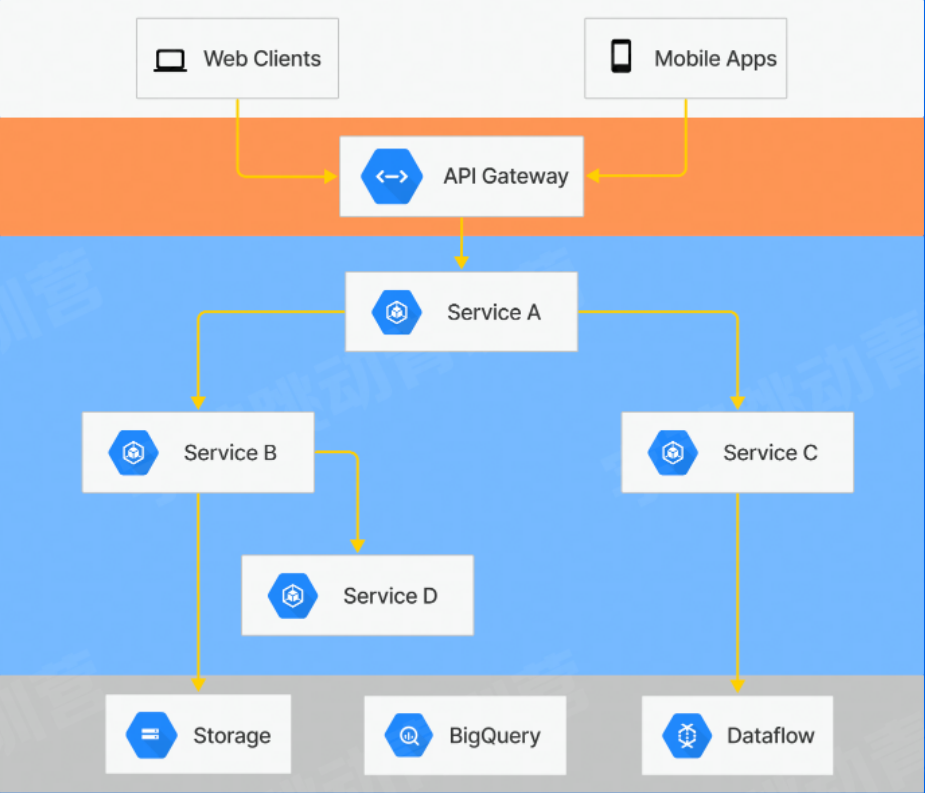 Web Clients
Mobile Apps
API Gateway
Service A
Service B
Service C
Service D
Storage
BigQuery
Dataflow